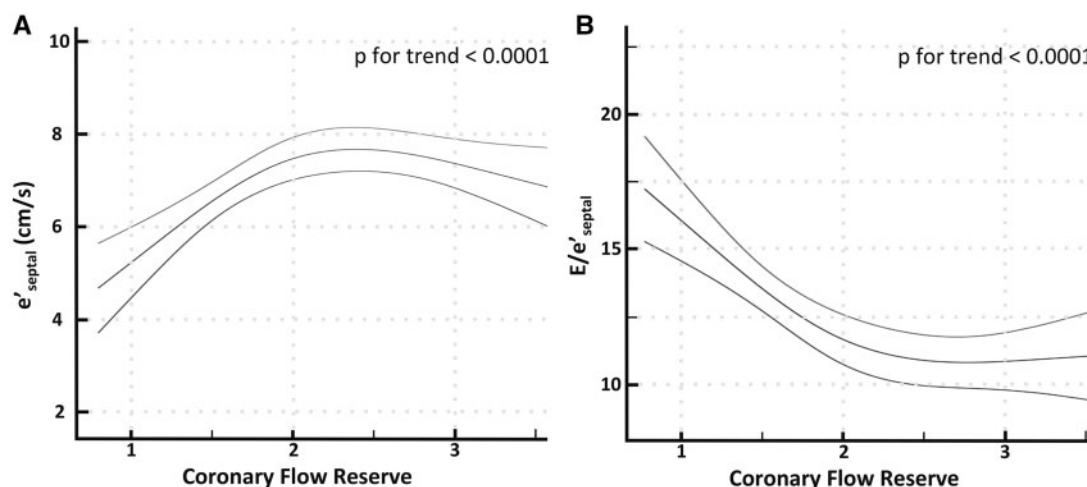 A
p for trend < 0.0001
10
8
6
4
2
e'septal (cm/s)
1
2
3
Coronary Flow Reserve
B
p for trend < 0.0001
20
15
10
E/e'septal
1
2
3
Coronary Flow Reserve